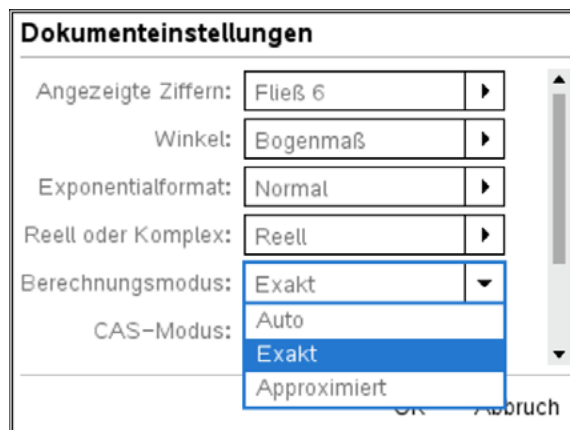 Dokumenteinstellungen
Angezeigte Ziffern: Fließ 6
Winkel: Bogenmaß
Exponentialformat: Normal
Reell oder Komplex: Reell
Berechnungsmodus: Exakt
CAS-Modus: Auto
Exakt
Approximiert
OK Abbruch